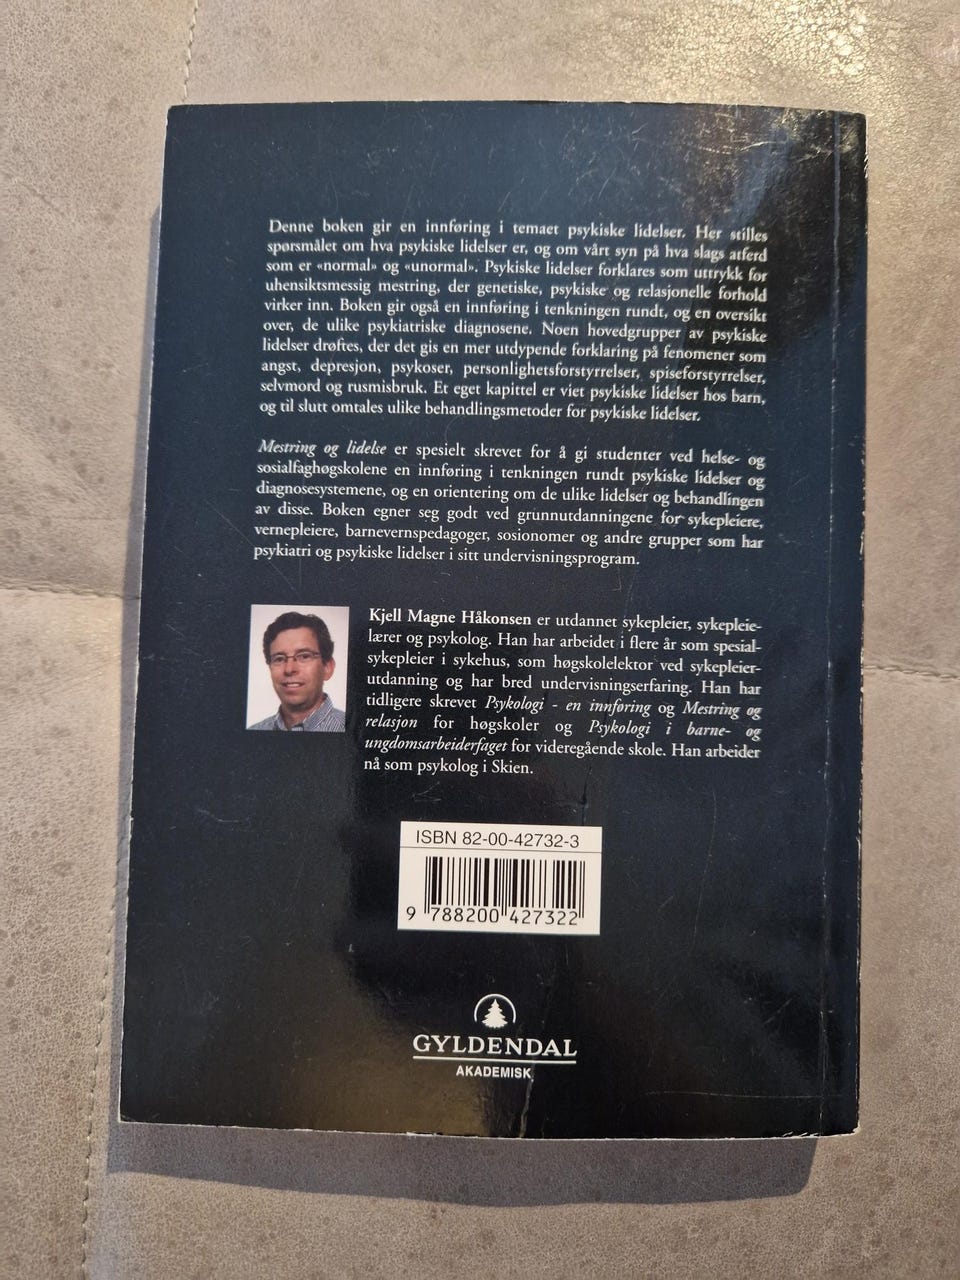 Denne boken gir en innføring i temaet psykiske lidelser. Her stilles
spørsmålet om hva psykiske lidelser er, og om vårt syn på hva slags atferd
som er «normal» og «unormal». Psykiske lidelser forklares som uttrykk for
uhensiktsmessig mestring, der genetiske, psykiske og relasjonelle forhold
virker inn. Boken gir også en innføring i tenkningen rundt, og en oversikt
over, de ulike psykiatriske diagnosene. Noen hovedgrupper av psykiske
lidelser drøftes, der det gis en mer utdypende forklaring på fenomener som
angst, depresjon, psykoser, personlighetsforstyrrelser, spiseforstyrrelser,
selvmord og rusmisbruk. Et eget kapittel er viet psykiske lidelser hos barn,
og til slutt omtales ulike behandlingsmetoder for psykiske lidelser.
Mestring og lidelse er spesielt skrevet for å gi studenter ved helse- og
sosialfaghøgskolene en innføring i tenkningen rundt psykiske lidelser og
diagnosesystemene, og en orientering om de ulike lidelser og behandlingen
av disse. Boken egner seg godt ved grunnutdanningene for sykepleiere,
vernepleiere, barnevernspedagoger, sosionomer og andre grupper som har
psykiatri og psykiske lidelser i sitt undervisningsprogram.
Kjell Magne Håkonsen er utdannet sykepleier, sykepleie-
lærer og psykolog. Han har arbeidet i flere år som spesial-
sykepleier i sykehus, som høgskolelektor ved sykepleier-
utdanning og har bred undervisningserfaring. Han har
tidligere skrevet Psykologi - en innføring og Mestring og
relasjon for høgskoler og Psykologi i barne- og
ungdomsarbeiderfaget for videregående skole. Han arbeider
nå som psykolog i Skien.
ISBN 82-00-42732-3
9 788200 427322
GYLDENDAL
AKADEMISK